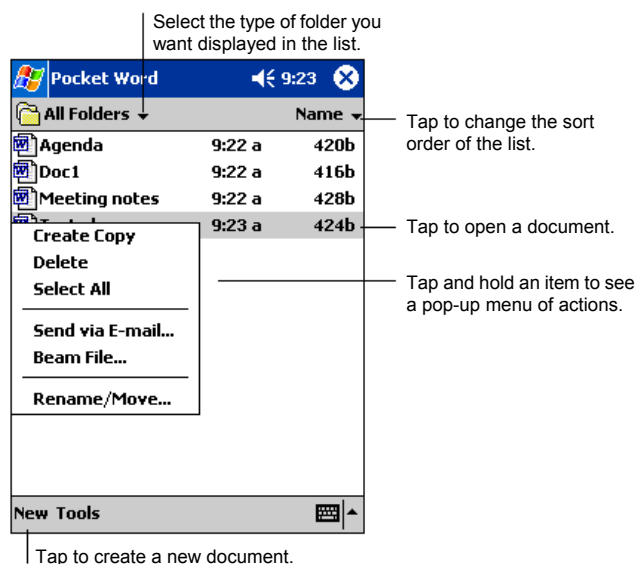 Select the type of folder you
want displayed in the list.
Pocket Word 9:23
All Folders Name
Tap to change the sort
order of the list.
Agenda 9:22 a 420b
Doc1 9:22 a 416b
Meeting notes 9:22 a 428b
9:23 a 424b
Tap to open a document.
Create Copy
Delete
Select All
Tap and hold an item to see
a pop-up menu of actions.
Send via E-mail...
Beam File...
Rename/Move...
New Tools
Tap to create a new document.